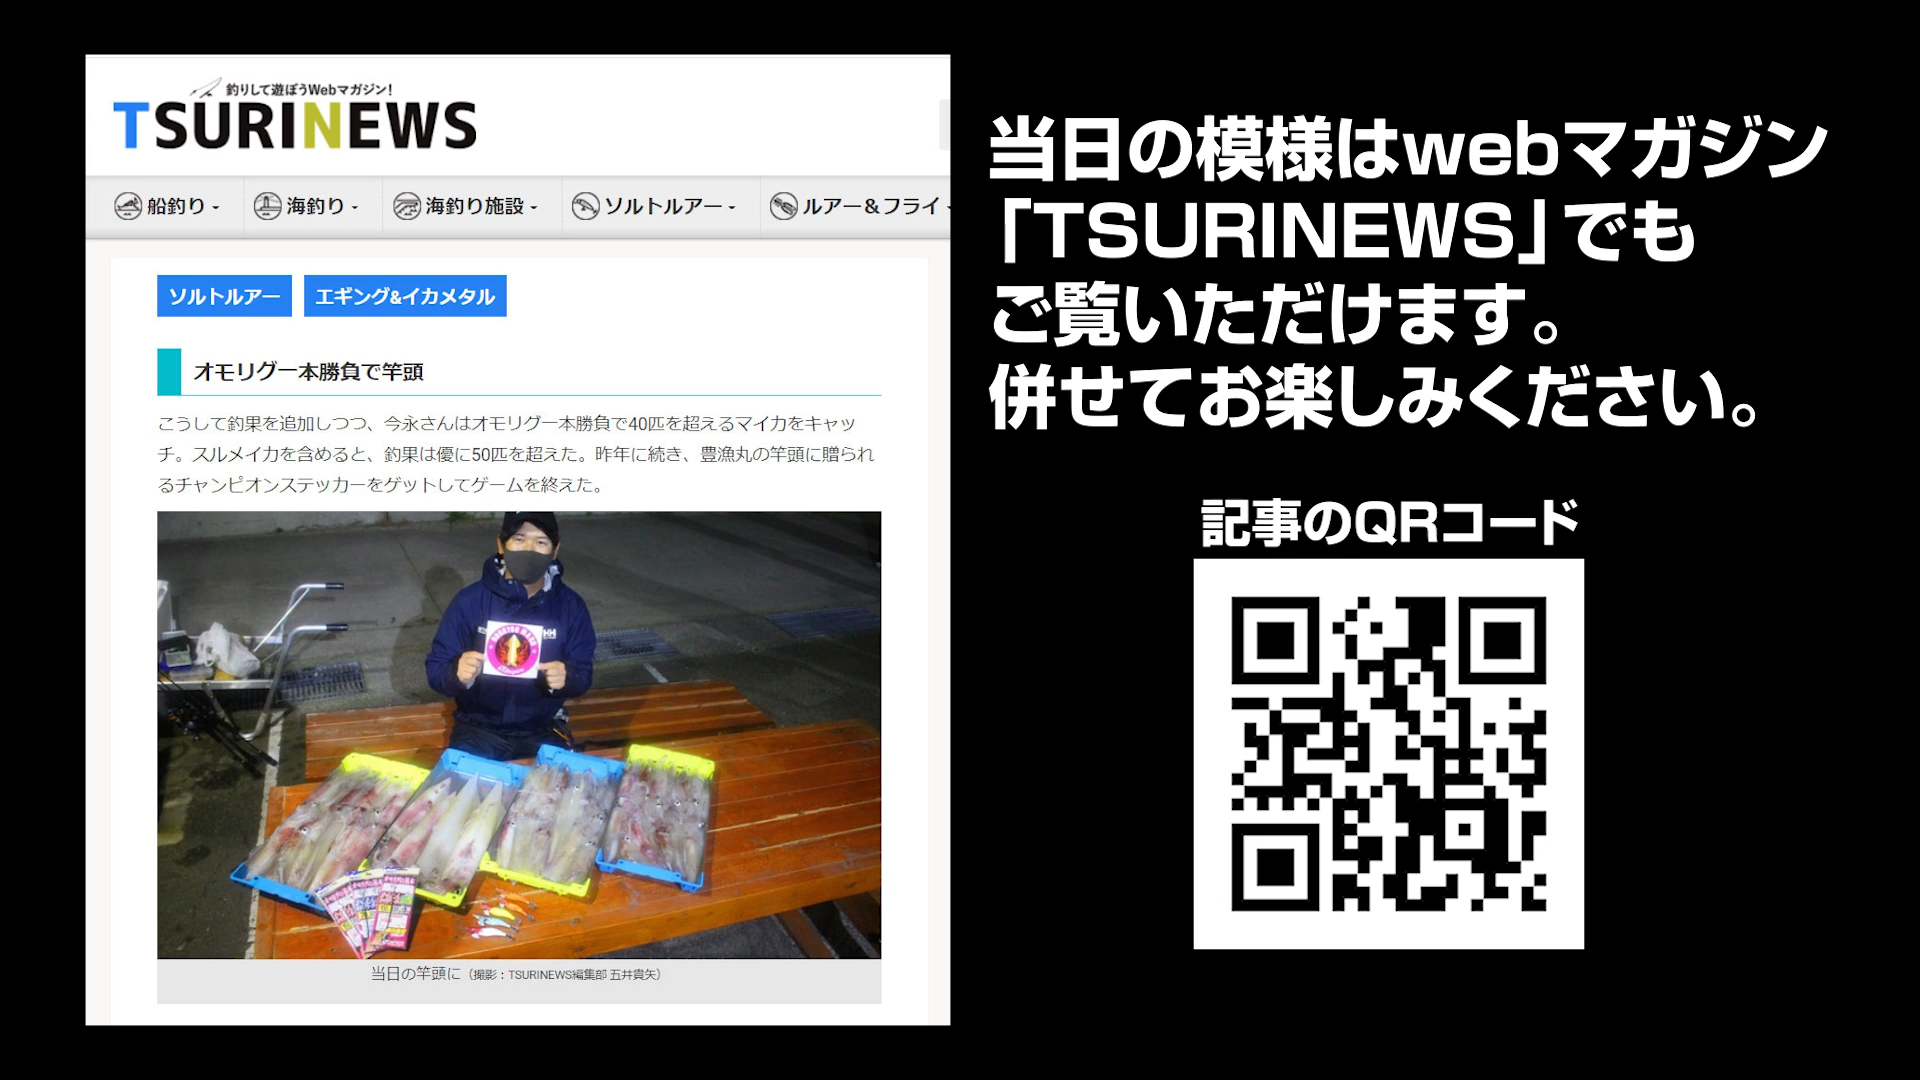 釣りして遊ぼうWebマガジン!
TSURINEWS
船釣り
海釣り
海釣り施設
ソルトルアー
ルアー&フライ
ソルトルアー
エギング&イカメタル
オモリグ一本勝負で竿頭
こうして釣果を追加しつつ、今永さんはオモリグ一本勝負で40匹を超えるマイカをキャッ
チ。スルメイカを含めると、釣果は優に50匹を超えた。昨年に続き、豊漁丸の竿頭に贈られ
るチャンピオンステッカーをゲットしてゲームを終えた。
当日の竿頭に（撮影：TSURINEWS編集部 五井貴矢）
当日の模様はwebマガジン
「TSURINEWS」でも
ご覧いただけます。
併せてお楽しみください。
記事のQRコード